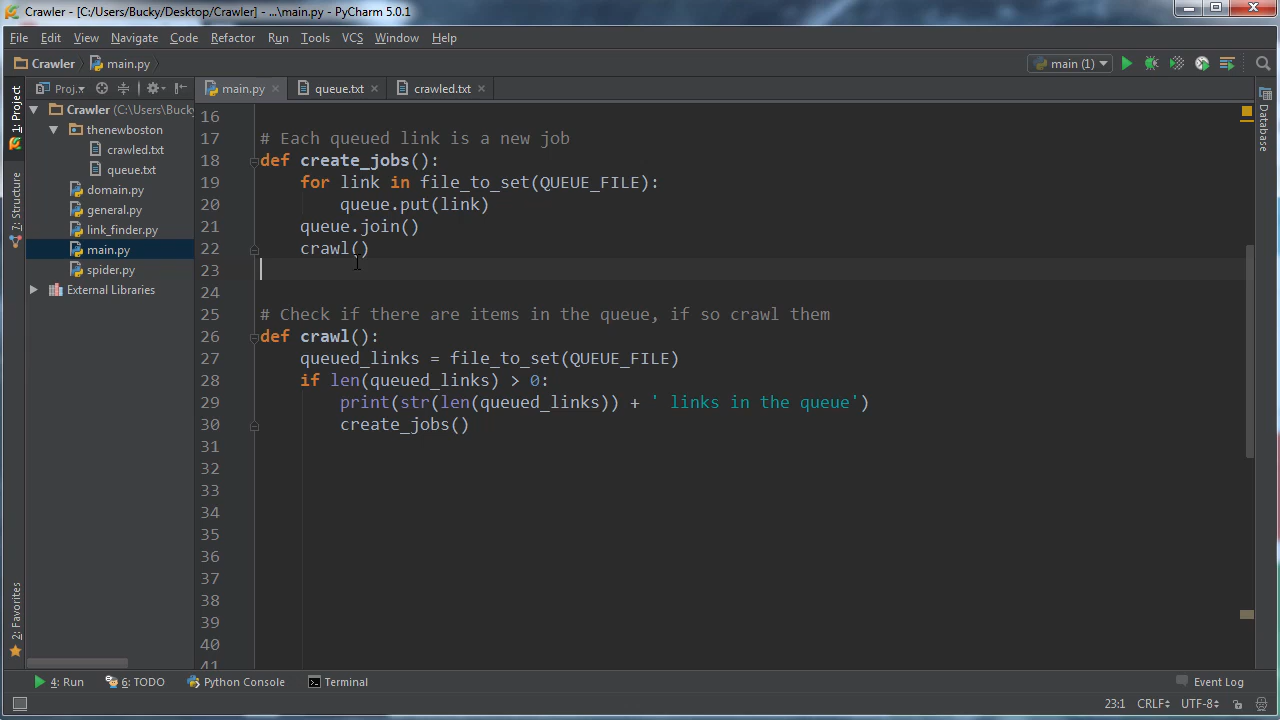 Crawler - [C:/Users/Bucky/Desktop/Crawler] - ...\main.py - PyCharm 5.0.1
File Edit View Navigate Code Refactor Run Tools VCS Window Help
Crawler main.py main (1)
Proj. main.py queue.txt crawled.txt
1: Project
7: Structure
2: Favorites
Database
Crawler (C:\Users\Bucky
thenewboston
crawled.txt
queue.txt
domain.py
general.py
link_finder.py
main.py
spider.py
External Libraries
16
17 # Each queued link is a new job
18 def create_jobs():
19 for link in file_to_set(QUEUE_FILE):
20 queue.put(link)
21 queue.join()
22 crawl()
23
24
25 # Check if there are items in the queue, if so crawl them
26 def crawl():
27 queued_links = file_to_set(QUEUE_FILE)
28 if len(queued_links) > 0:
29 print(str(len(queued_links)) + ' links in the queue')
30 create_jobs()
31
32
33
34
35
36
37
38
39
40
41
4: Run 6: TODO Python Console Terminal Event Log
23:1 CRLF UTF-8